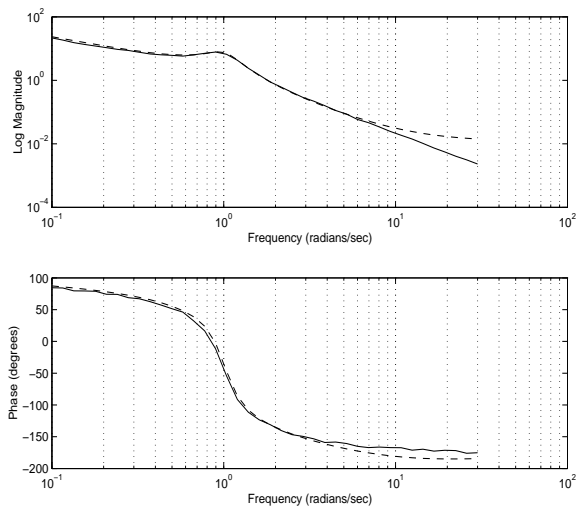 10^2
10^0
10^-2
10^-4
Log Magnitude
10^-1 10^0 10^1 10^2
Frequency (radians/sec)
100
50
0
-50
-100
-150
-200
Phase (degrees)
10^-1 10^0 10^1 10^2
Frequency (radians/sec)